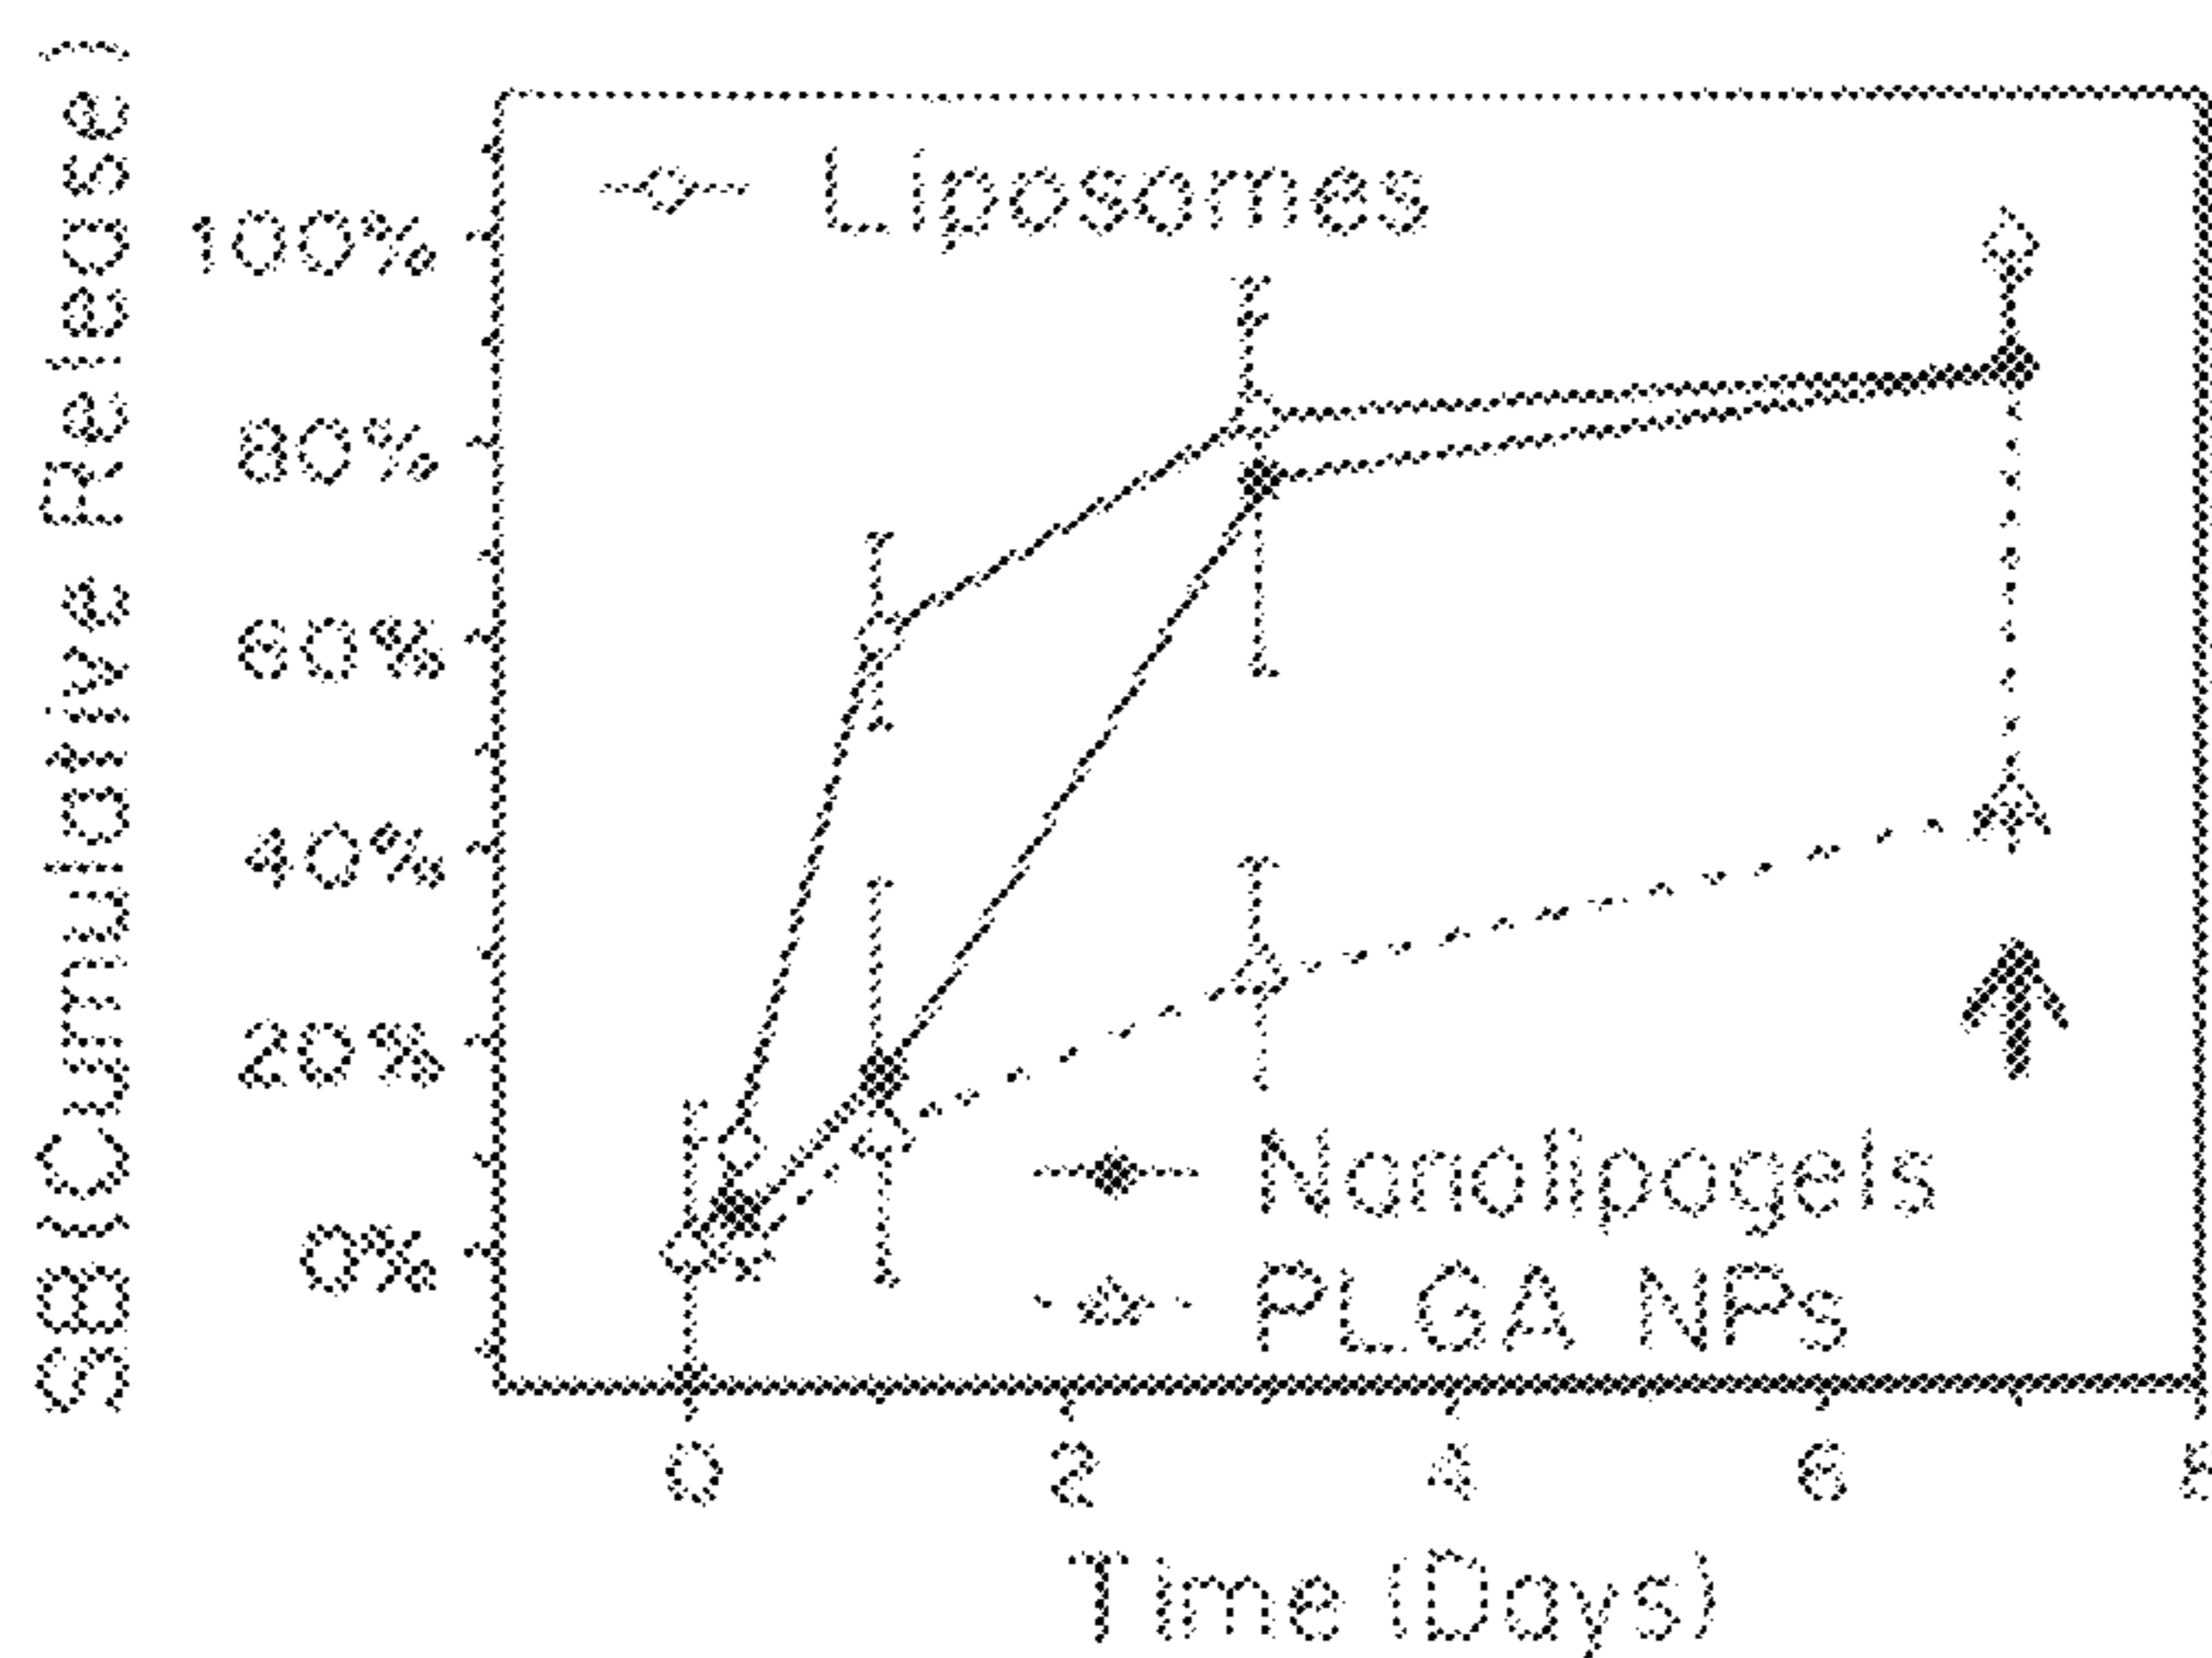 SB (Cumulative Release)
Liposomes
100%
80%
60%
40%
20%
0%
Nanolipogels
PLGA NPs
0 2 4 6 8
Time (Days)